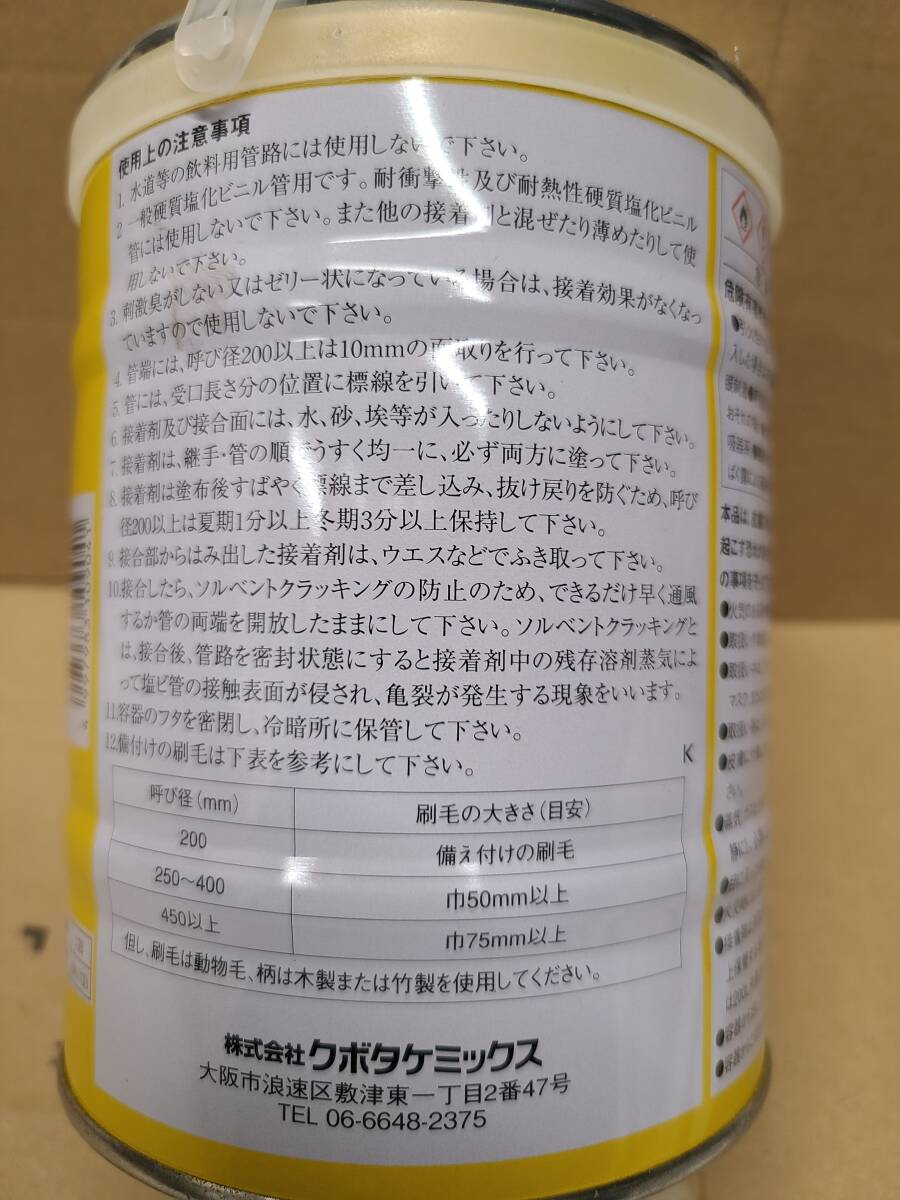 使用上の注意事項
1. 水道等の飲料用管路には使用しないで下さい。
2 一般硬質塩化ビニル管用です。耐衝撃性及び耐熱性硬質塩化ビニル
管には使用しないで下さい。また他の接着剤と混ぜたり薄めたりして使
用しないで下さい。
3. 刺激臭がしない又はゼリー状になっている場合は、接着効果がなくなっ
ていますので使用しないで下さい。
4. 管端には、呼び径200以上は10mmの面取りを行って下さい。
5. 管には、受口長さ分の位置に標線を引いて下さい。
6. 接着剤及び接合面には、水、砂、埃等が入ったりしないようにして下さい。
7. 接着剤は、継手・管の順でうすく均一に、必ず両方に塗って下さい。
8. 接着剤は塗布後すばやく標線まで差し込み、抜け戻りを防ぐため、呼び
径200以上は夏期1分以上冬期3分以上保持して下さい。
9. 接合部からはみ出した接着剤は、ウエスなどでふき取って下さい。
10.接合したら、ソルベントクラッキングの防止のため、できるだけ早く通風
するか管の両端を開放したままにして下さい。ソルベントクラッキングと
は、接合後、管路を密封状態にすると接着剤中の残存溶剤蒸気によ
って塩ビ管の接触表面が侵され、亀裂が発生する現象をいいます。
11.容器のフタを密閉し、冷暗所に保管して下さい。
12.備付けの刷毛は下表を参考にして下さい。 K
呼び径(mm) 刷毛の大きさ(目安)
200 備え付けの刷毛
250〜400 巾50mm以上
450以上 巾75mm以上
但し、刷毛は動物毛、柄は木製または竹製を使用してください。
株式会社クボタケミックス
大阪市浪速区敷津東一丁目2番47号
TEL 06-6648-2375